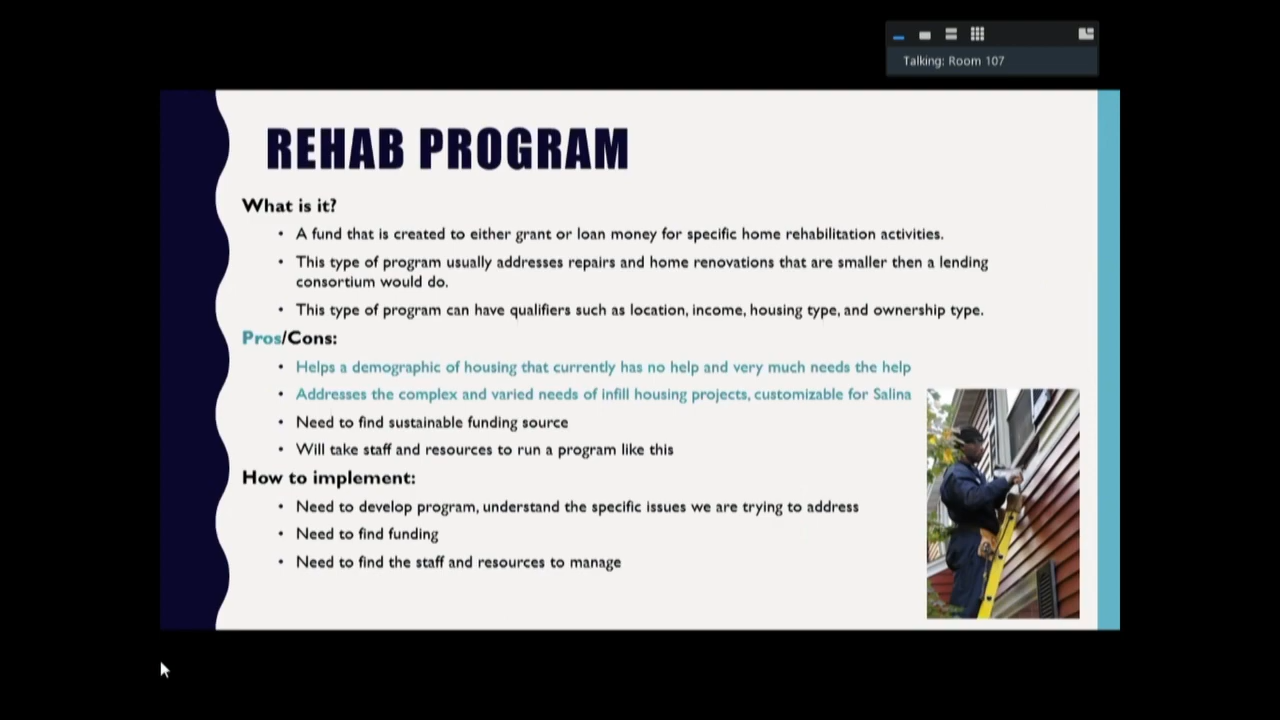 Talking: Room 107
REHAB PROGRAM
What is it?
• A fund that is created to either grant or loan money for specific home rehabilitation activities.
• This type of program usually addresses repairs and home renovations that are smaller then a lending
consortium would do.
• This type of program can have qualifiers such as location, income, housing type, and ownership type.
Pros/Cons:
• Helps a demographic of housing that currently has no help and very much needs the help
• Addresses the complex and varied needs of infill housing projects, customizable for Salina
• Need to find sustainable funding source
• Will take staff and resources to run a program like this
How to implement:
• Need to develop program, understand the specific issues we are trying to address
• Need to find funding
• Need to find the staff and resources to manage